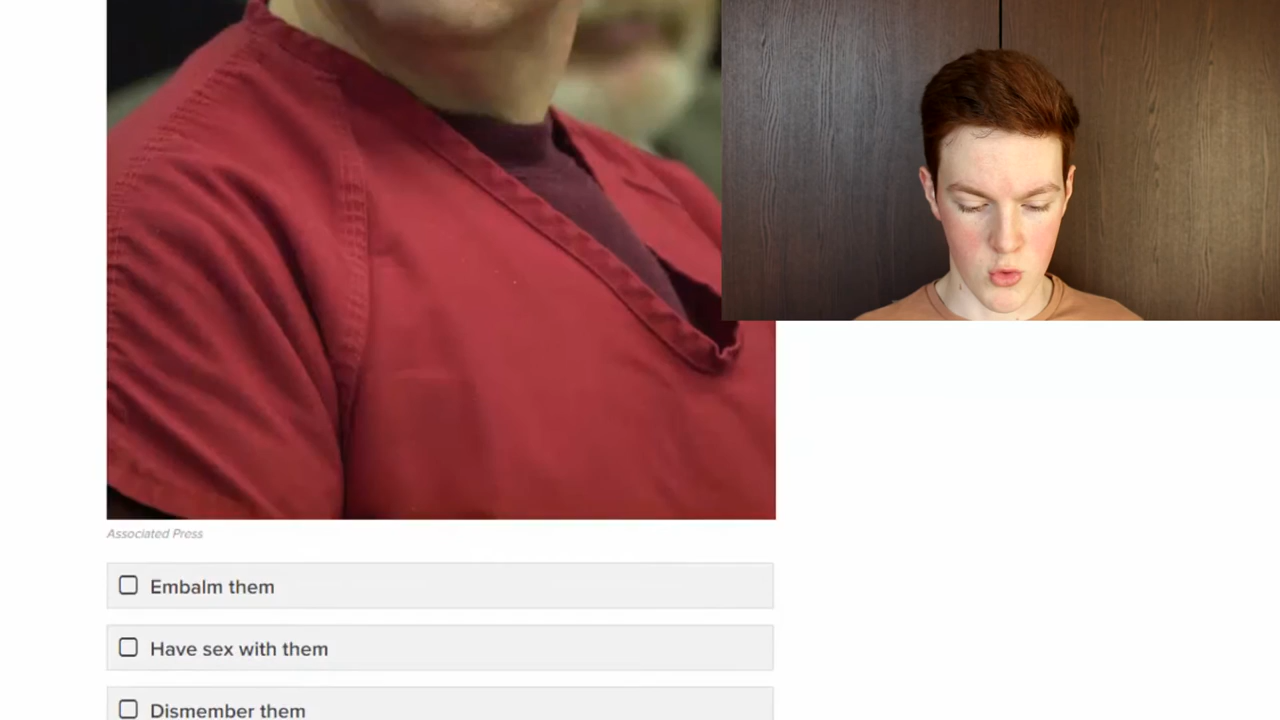 Associated Press
Embalm them
Have sex with them
Dismember them